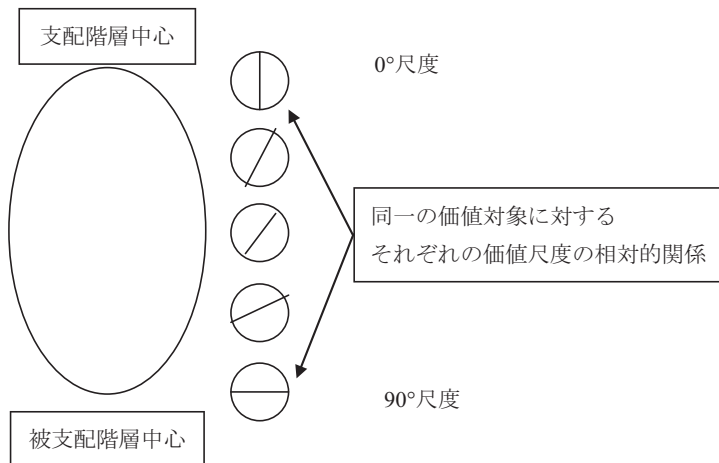 支配階層中心
0°尺度
同一の価値対象に対する
それぞれの価値尺度の相対的関係
90°尺度
被支配階層中心